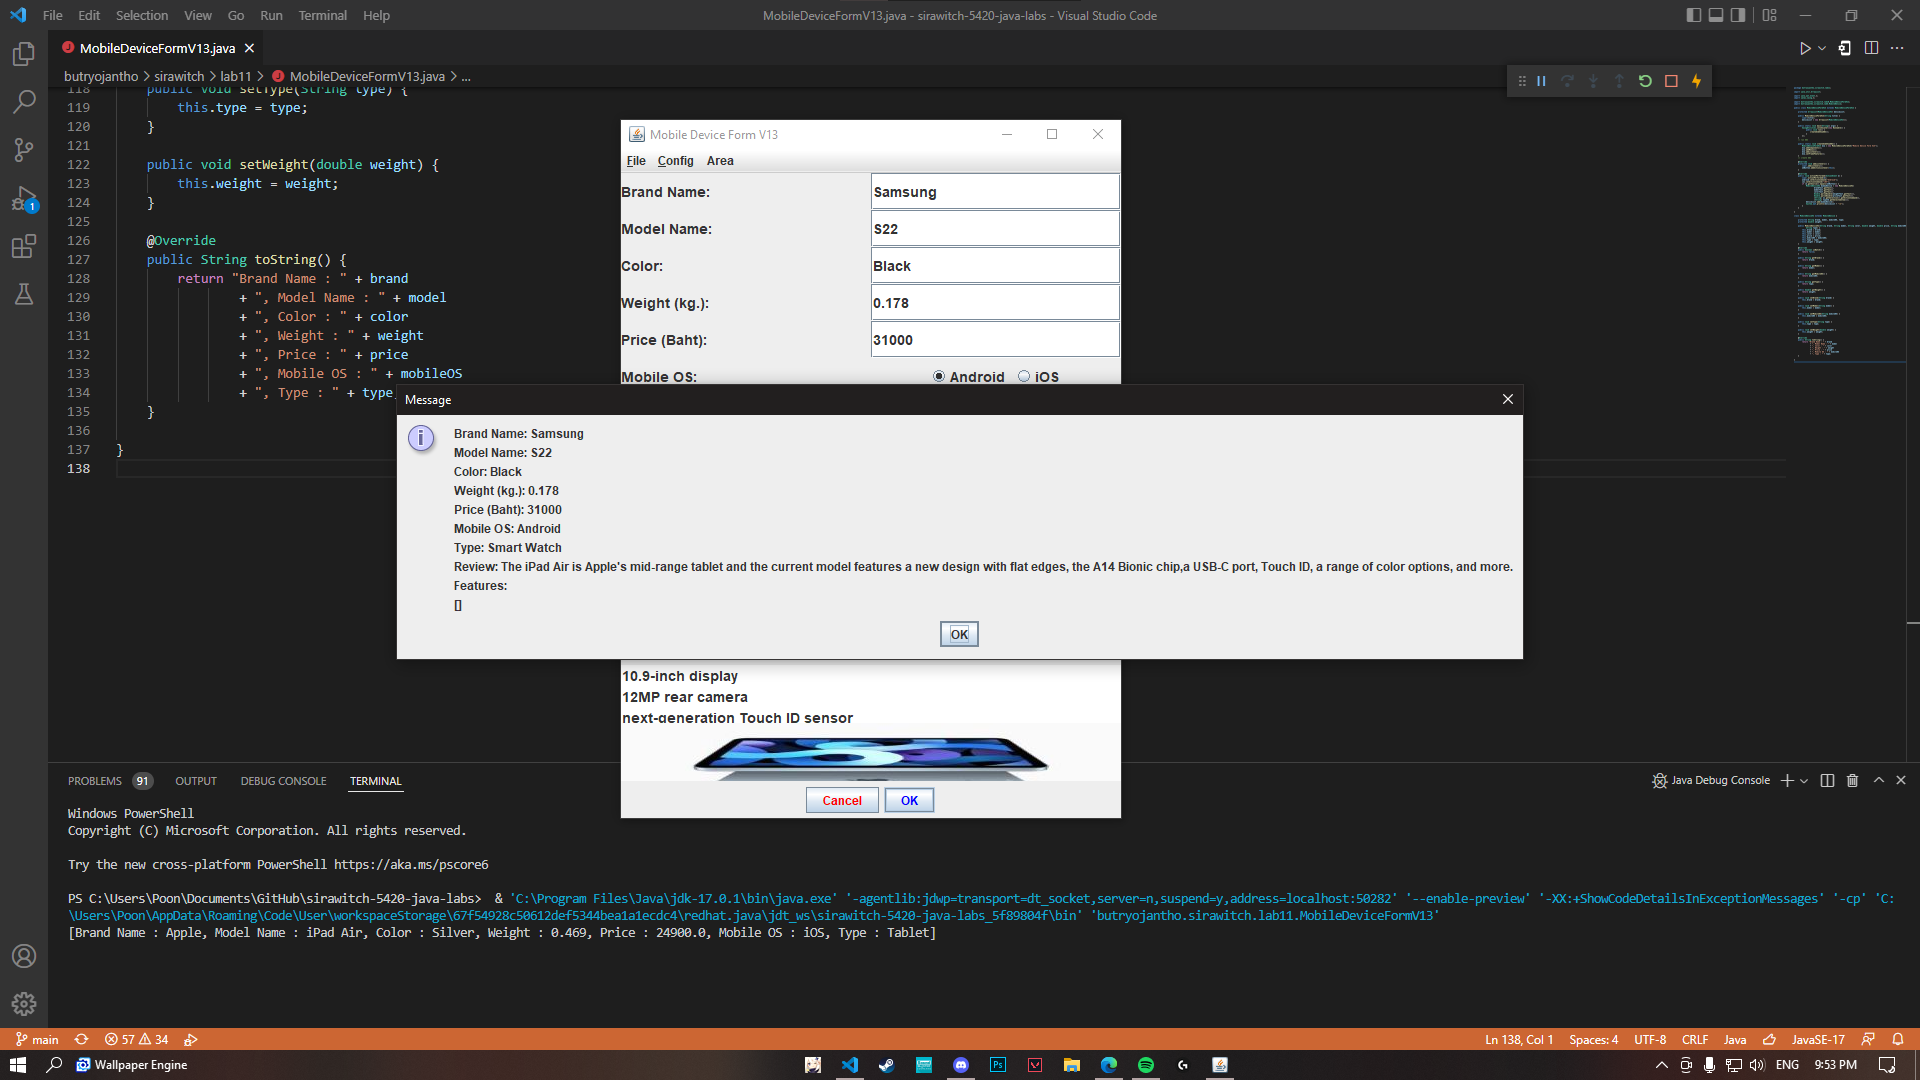 File Edit Selection View Go Run Terminal Help
MobileDeviceFormV13.java - sirawitch-5420-java-labs - Visual Studio Code
MobileDeviceFormV13.java
butryojantho > sirawitch > lab11 > MobileDeviceFormV13.java > ...
118 public void setType(String type) {
119 this.type = type;
120 }
121
122 public void setWeight(double weight) {
123 this.weight = weight;
124 }
125
126 @Override
127 public String toString() {
128 return "Brand Name : " + brand
129 + ", Model Name : " + model
130 + ", Color : " + color
131 + ", Weight : " + weight
132 + ", Price : " + price
133 + ", Mobile OS : " + mobileOS
134 + ", Type : " + type;
135 }
136
137 }
138
1
Mobile Device Form V13
File Config Area
Brand Name: Samsung
Model Name: S22
Color: Black
Weight (kg.): 0.178
Price (Baht): 31000
Mobile OS: Android iOS
Message
Brand Name: Samsung
Model Name: S22
Color: Black
Weight (kg.): 0.178
Price (Baht): 31000
Mobile OS: Android
Type: Smart Watch
Review: The iPad Air is Apple's mid-range tablet and the current model features a new design with flat edges, the A14 Bionic chip,a USB-C port, Touch ID, a range of color options, and more.
Features:
[]
OK
10.9-inch display
12MP rear camera
next-generation Touch ID sensor
Cancel OK
PROBLEMS 91 OUTPUT DEBUG CONSOLE TERMINAL
Java Debug Console
Windows PowerShell
Copyright (C) Microsoft Corporation. All rights reserved.
Try the new cross-platform PowerShell https://aka.ms/pscore6
PS C:\Users\Poon\Documents\GitHub\sirawitch-5420-java-labs> & 'C:\Program Files\Java\jdk-17.0.1\bin\java.exe' '-agentlib:jdwp=transport=dt_socket,server=n,suspend=y,address=localhost:50282' '--enable-preview' '-XX:+ShowCodeDetailsInExceptionMessages' '-cp' 'C:
\Users\Poon\AppData\Roaming\Code\User\workspaceStorage\67f54928c50612def5344bea1a1ecdc4\redhat.java\jdt_ws\sirawitch-5420-java-labs_5f89804f\bin' 'butryojantho.sirawitch.lab11.MobileDeviceFormV13'
[Brand Name : Apple, Model Name : iPad Air, Color : Silver, Weight : 0.469, Price : 24900.0, Mobile OS : iOS, Type : Tablet]
main 57 34
Ln 138, Col 1 Spaces: 4 UTF-8 CRLF Java JavaSE-17
Wallpaper Engine
Ps
ENG 9:53 PM